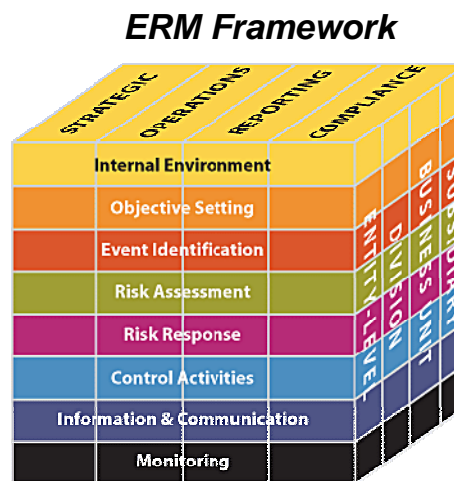 ERM Framework
STRATEGIC
OPERATIONS
REPORTING
COMPLIANCE
Internal Environment
Objective Setting
Event Identification
Risk Assessment
Risk Response
Control Activities
Information & Communication
Monitoring
ENTITY-LEVEL
DIVISION
BUSINESS UNIT
SUBSIDIARY